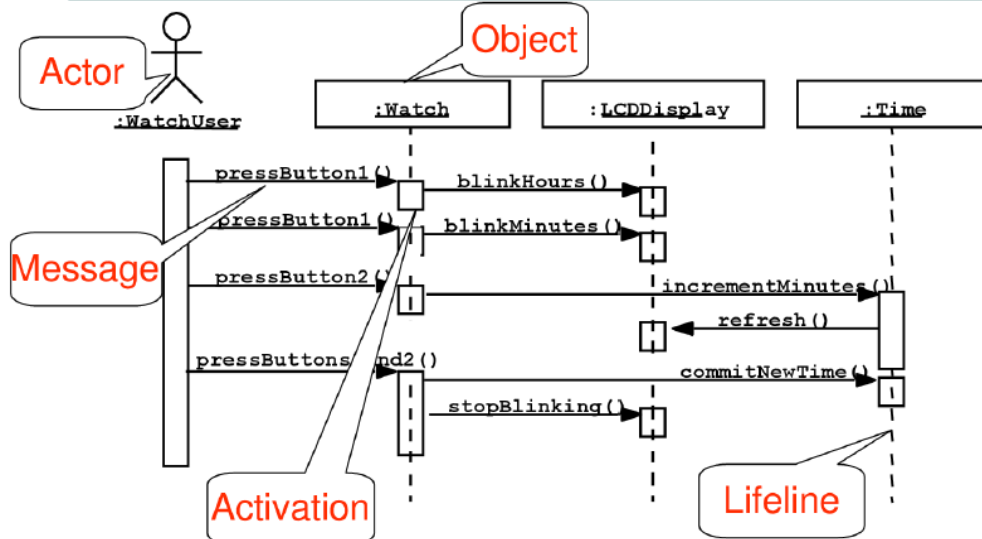 Object
Actor
:WatchUser
:Watch
:LCDDisplay
:Time
pressButton1()
blinkHours()
pressButton1()
blinkMinutes()
Message
pressButton2()
incrementMinutes()
refresh()
commitNewTime()
stopBlinking()
Activation
Lifeline